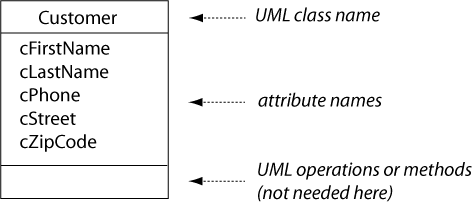 Customer
UML class name
cFirstName
cLastName
cPhone
cStreet
cZipCode
attribute names
UML operations or methods
(not needed here)